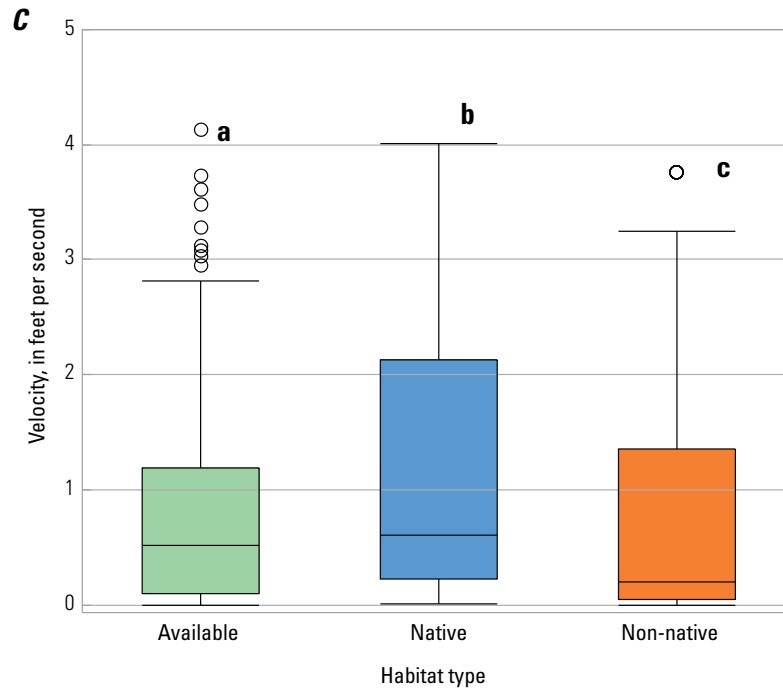 C
5
a
b
c
4
3
2
1
0
Velocity, in feet per second
Available
Native
Non-native
Habitat type